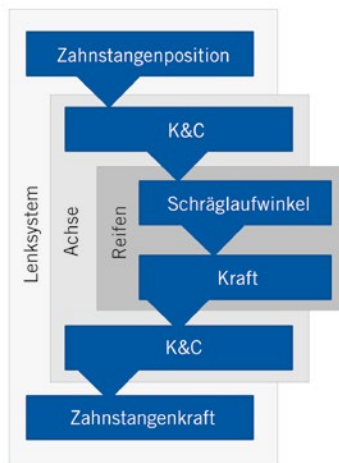 Zahnstangenposition
K&C
Schräglaufwinkel
Kraft
K&C
Zahnstangenkraft
Lenksystem
Achse
Reifen